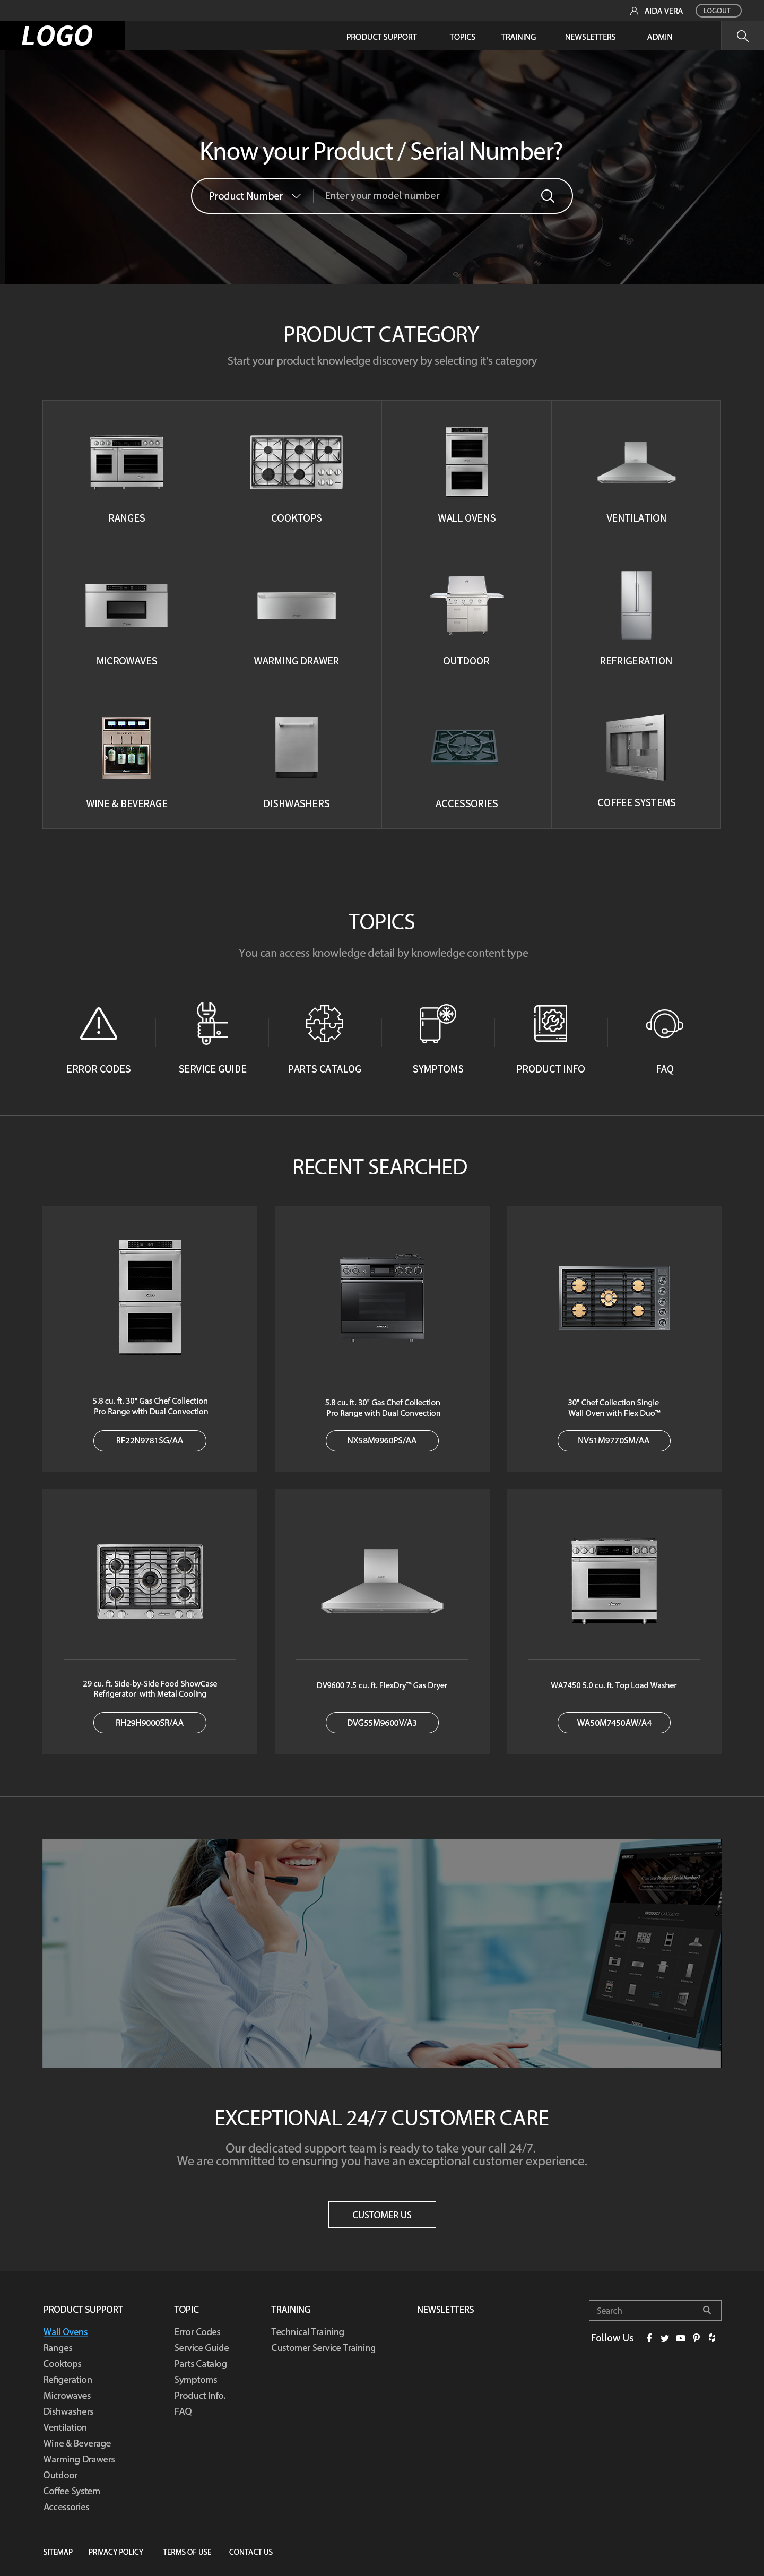 AIDA VERA LOGOUT
LOGO PRODUCT SUPPORT TOPICS TRAINING NEWSLETTERS ADMIN
Know your Product / Serial Number?
Product Number Enter your model number
PRODUCT CATEGORY
Start your product knowledge discovery by selecting it's category
RANGES COOKTOPS WALL OVENS VENTILATION
MICROWAVES WARMING DRAWER OUTDOOR REFRIGERATION
WINE & BEVERAGE DISHWASHERS ACCESSORIES COFFEE SYSTEMS
TOPICS
You can access knowledge detail by knowledge content type
ERROR CODES SERVICE GUIDE PARTS CATALOG SYMPTOMS PRODUCT INFO FAQ
RECENT SEARCHED
5.8 cu. ft. 30" Gas Chef Collection
Pro Range with Dual Convection
RF22N9781SG/AA
5.8 cu. ft. 30" Gas Chef Collection
Pro Range with Dual Convection
NX58M9960PS/AA
30" Chef Collection Single
Wall Oven with Flex Duo™
NV51M9770SM/AA
29 cu. ft. Side-by-Side Food ShowCase
Refrigerator with Metal Cooling
RH29H9000SR/AA
DV9600 7.5 cu. ft. FlexDry™ Gas Dryer
DVG55M9600V/A3
WA7450 5.0 cu. ft. Top Load Washer
WA50M7450AW/A4
EXCEPTIONAL 24/7 CUSTOMER CARE
Our dedicated support team is ready to take your call 24/7.
We are committed to ensuring you have an exceptional customer experience.
CUSTOMER US
PRODUCT SUPPORT
Wall Ovens
Ranges
Cooktops
Refigeration
Microwaves
Dishwashers
Ventilation
Wine & Beverage
Warming Drawers
Outdoor
Coffee System
Accessories
TOPIC
Error Codes
Service Guide
Parts Catalog
Symptoms
Product Info.
FAQ
TRAINING
Technical Training
Customer Service Training
NEWSLETTERS
Search
Follow Us
SITEMAP PRIVACY POLICY TERMS OF USE CONTACT US